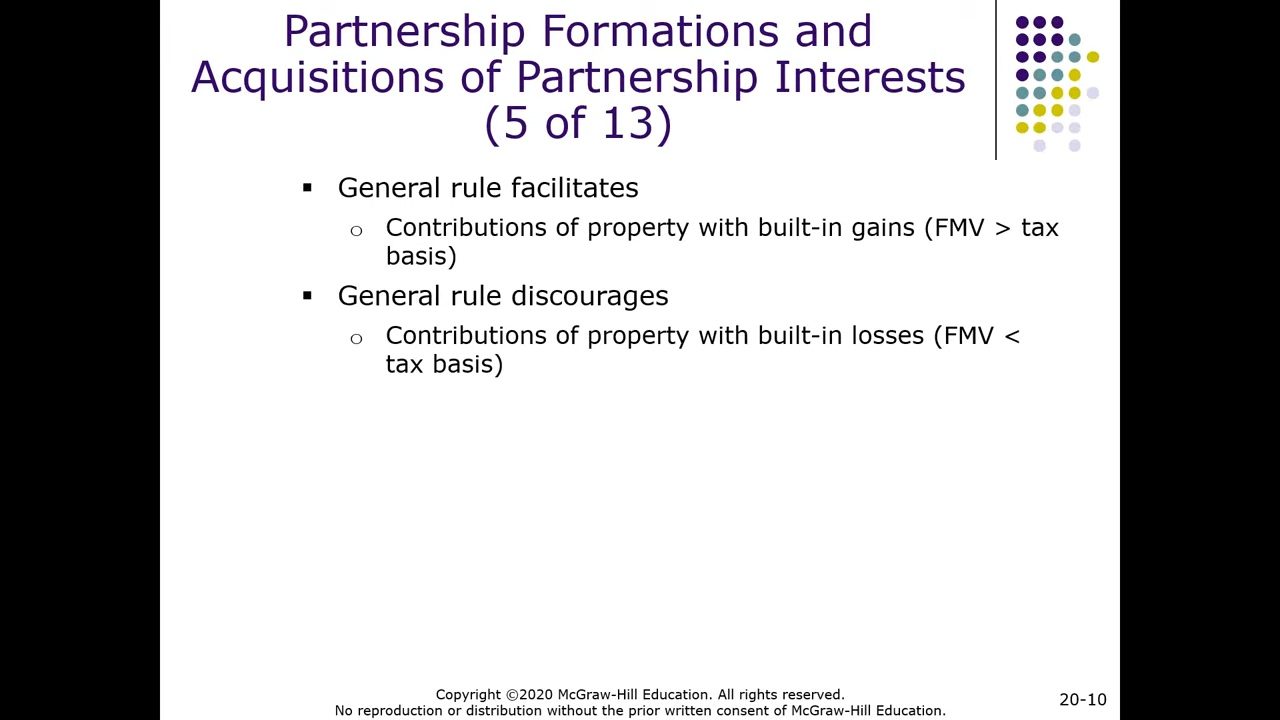 Partnership Formations and
Acquisitions of Partnership Interests
(5 of 13)
▪ General rule facilitates
o Contributions of property with built-in gains (FMV > tax
basis)
▪ General rule discourages
o Contributions of property with built-in losses (FMV <
tax basis)
Copyright ©2020 McGraw-Hill Education. All rights reserved.
No reproduction or distribution without the prior written consent of McGraw-Hill Education.
20-10